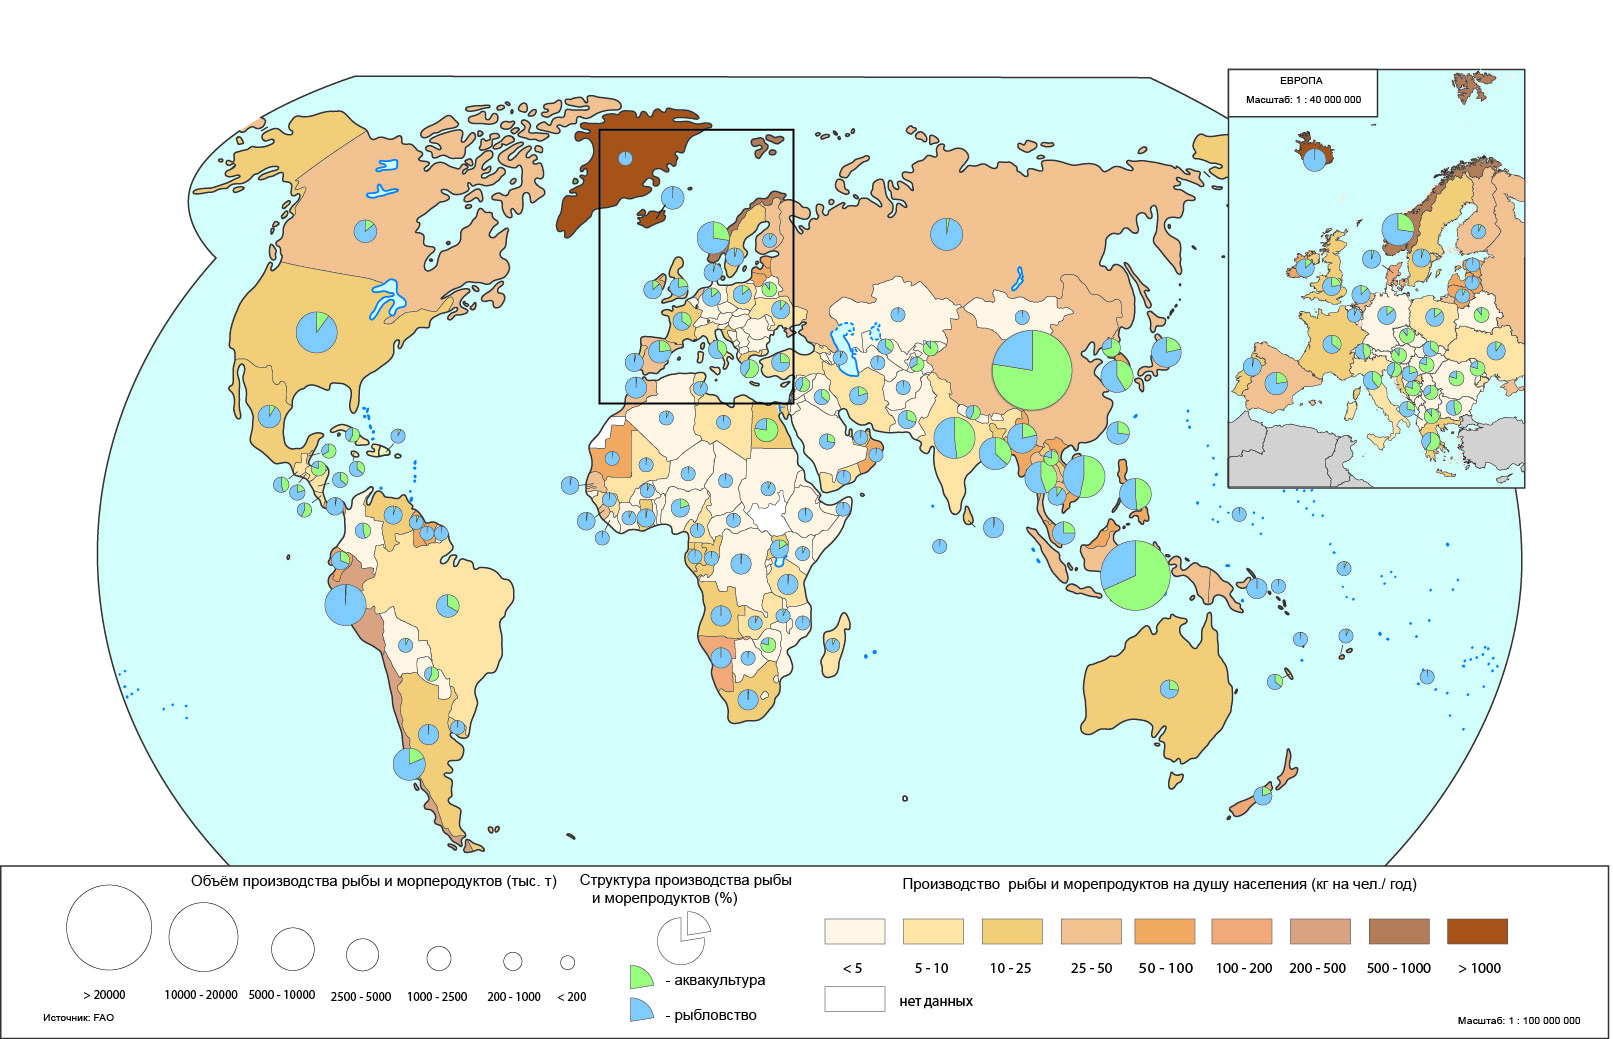 ЕВРОПА
Масштаб: 1 : 40 000 000
Объём производства рыбы и морперодуктов (тыс. т)
> 20000
10000 - 20000
5000 - 10000
2500 - 5000
1000 - 2500
200 - 1000
< 200
Источник: FAO
Структура производства рыбы
и морепродуктов (%)
- аквакультура
- рыбловство
Производство рыбы и морепродуктов на душу населения (кг на чел./ год)
< 5
5 - 10
10 - 25
25 - 50
50 - 100
100 - 200
200 - 500
500 - 1000
> 1000
нет данных
Масштаб: 1 : 100 000 000